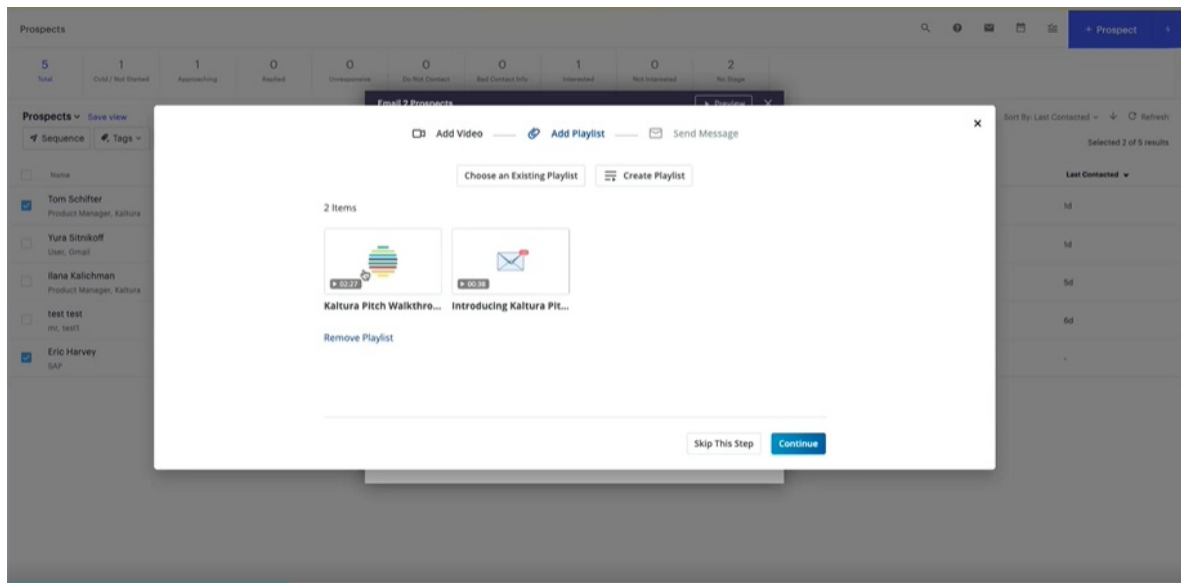 Prospects
+ Prospect
5
1
1
0
0
0
0
1
0
2
Total
Cold / Not Started
Approaching
Replied
Unresponsive
Do Not Contact
Bad Contact Info
Interested
Not Interested
No Stage
Email 2 Prospects
Preview
Prospects
Save view
Sort By: Last Contacted
Refresh
Add Video
Add Playlist
Send Message
Sequence
Tags
Selected 2 of 5 results
Choose an Existing Playlist
Create Playlist
Name
Last Contacted
Tom Schifter
Product Manager, Kaltura
1d
2 Items
Yura Sitnikoff
User, Gmail
1d
02:27
00:38
Ilana Kalichman
Product Manager, Kaltura
5d
Kaltura Pitch Walkthro...
Introducing Kaltura Pit...
test test
mr, test1
6d
Remove Playlist
Eric Harvey
SAP
-
Skip This Step
Continue